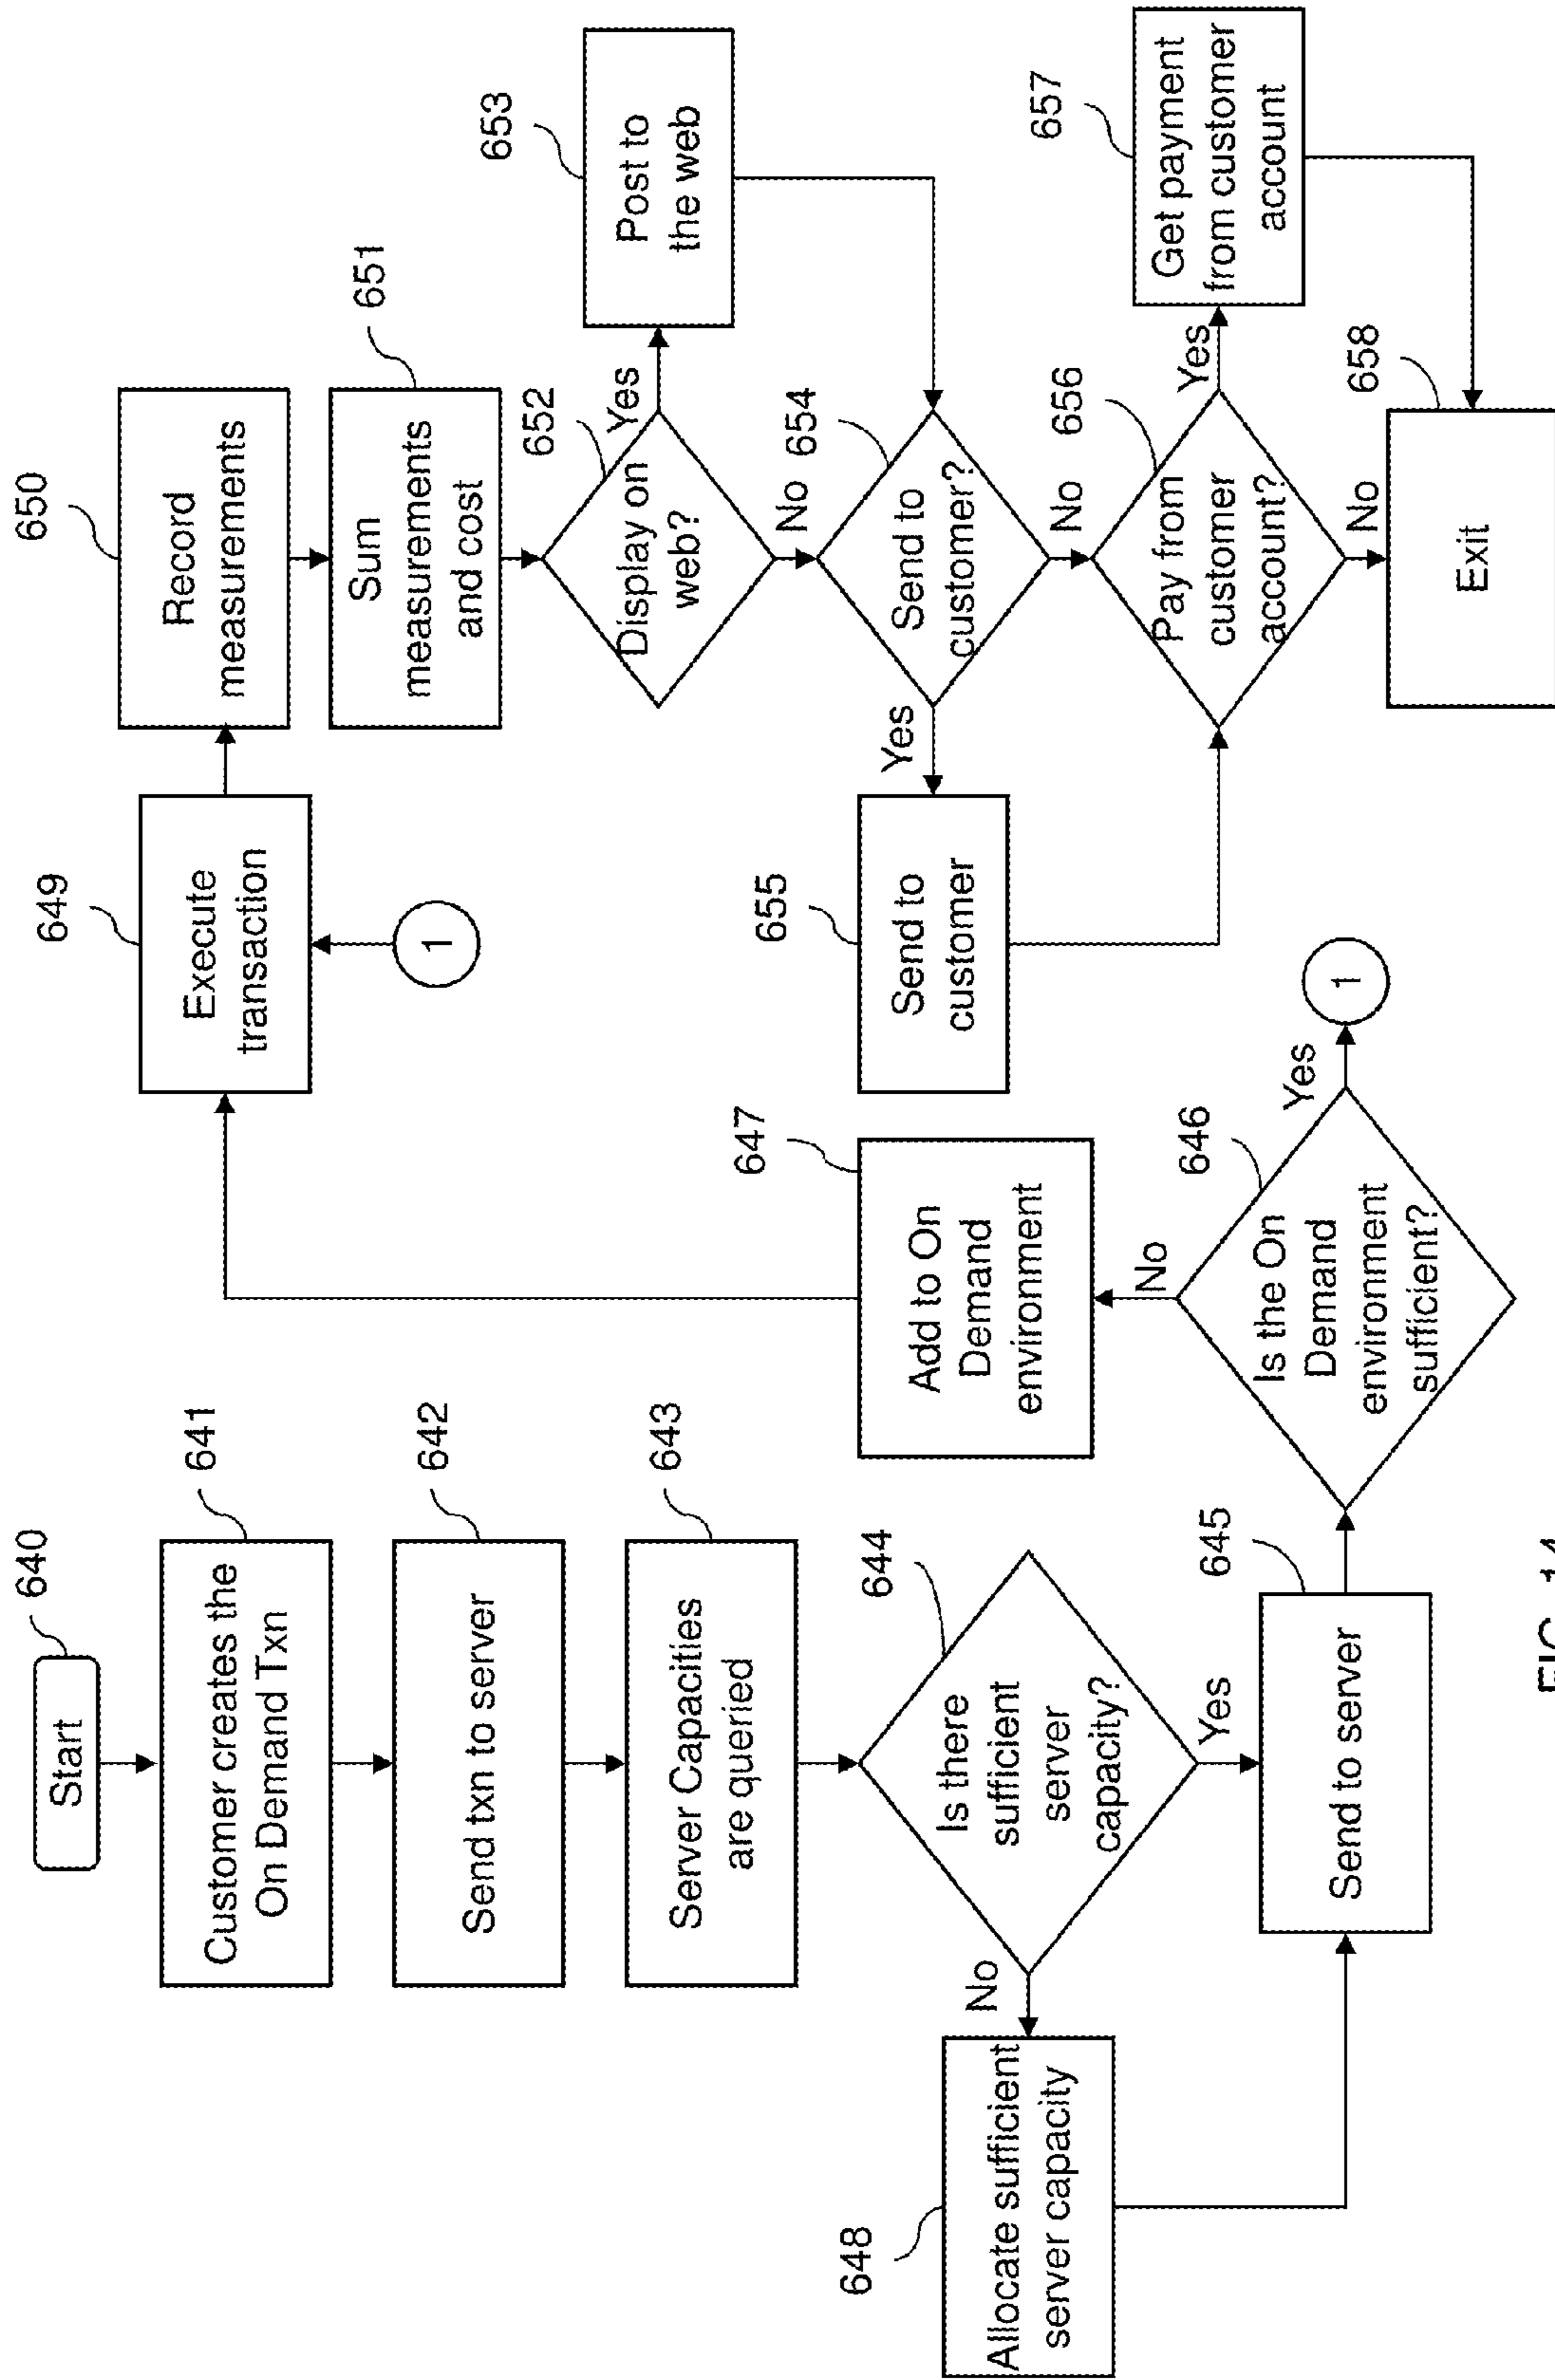 640
Start
641
Customer creates the
On Demand Txn
642
Send txn to server
643
Server Capacities
are queried
644
Is there
sufficient
server
capacity?
No
Yes
648
Allocate sufficient
server capacity
645
Send to server
646
Is the On
Demand
environment
sufficient?
No
Yes
1
647
Add to On
Demand
environment
649
Execute
transaction
1
650
Record
measurements
651
Sum
measurements
and cost
652
Display on
web?
Yes
No
653
Post to
the web
654
Send to
customer?
Yes
No
655
Send to
customer
656
Pay from
customer
account?
Yes
No
657
Get payment
from customer
account
658
Exit
FIG. 14